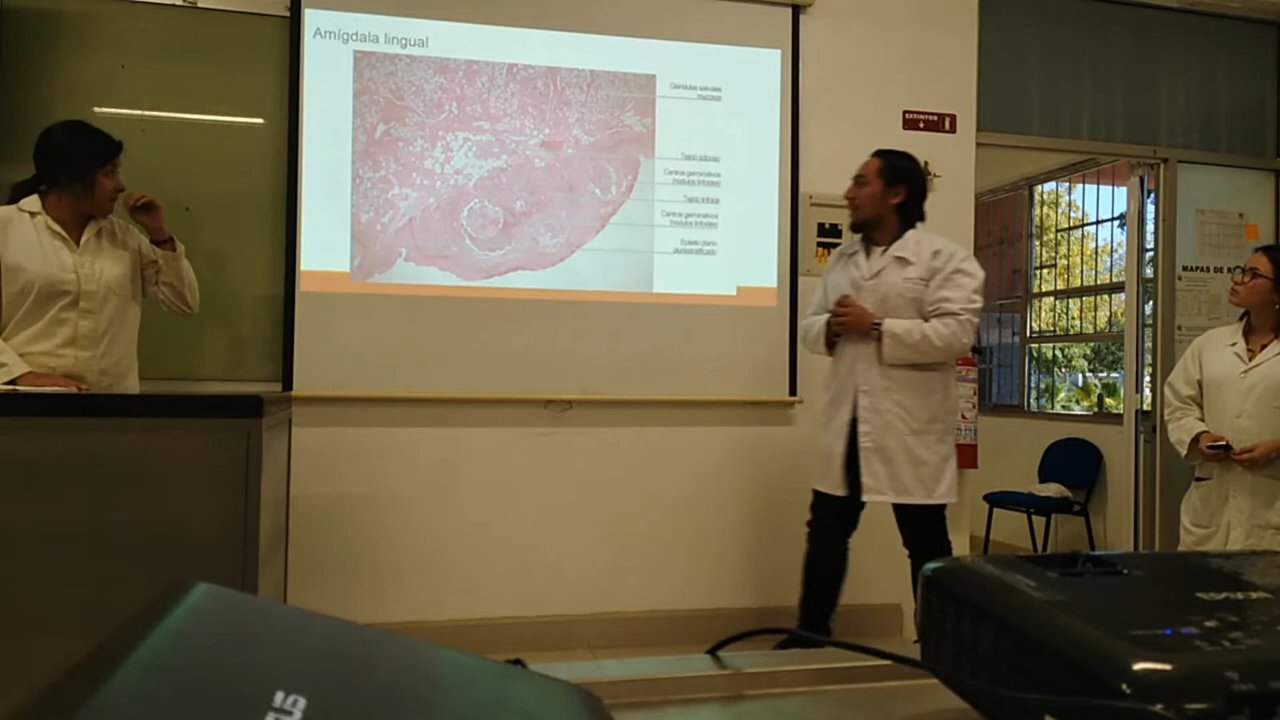 Amígdala lingual
Glándulas salivales
mucosas
Tejido adiposo
Centros germinativos
(nódulos linfoides)
Tejido linfoide
Centros germinativos
(nódulos linfoides)
Epitelio plano
pluriestratificado
EXTINTOR
MAPAS DE